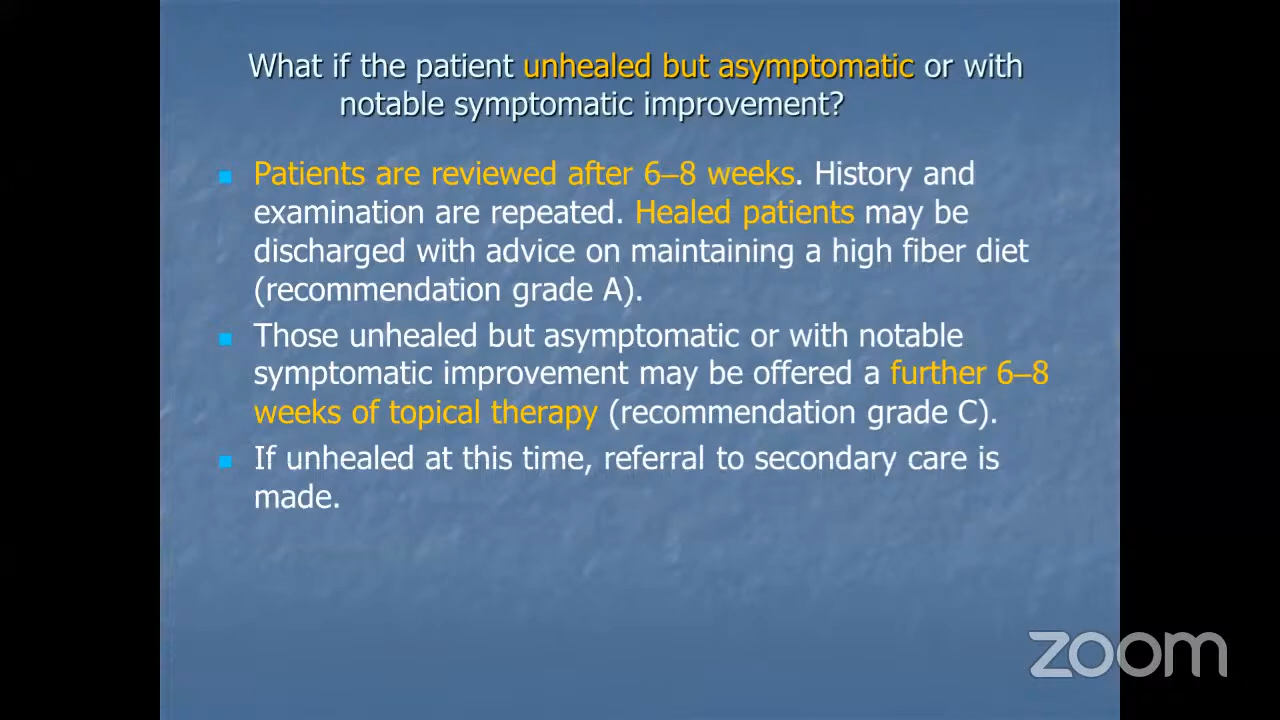 What if the patient unhealed but asymptomatic or with
notable symptomatic improvement?
Patients are reviewed after 6–8 weeks. History and
examination are repeated. Healed patients may be
discharged with advice on maintaining a high fiber diet
(recommendation grade A).
Those unhealed but asymptomatic or with notable
symptomatic improvement may be offered a further 6–8
weeks of topical therapy (recommendation grade C).
If unhealed at this time, referral to secondary care is
made.
zoom